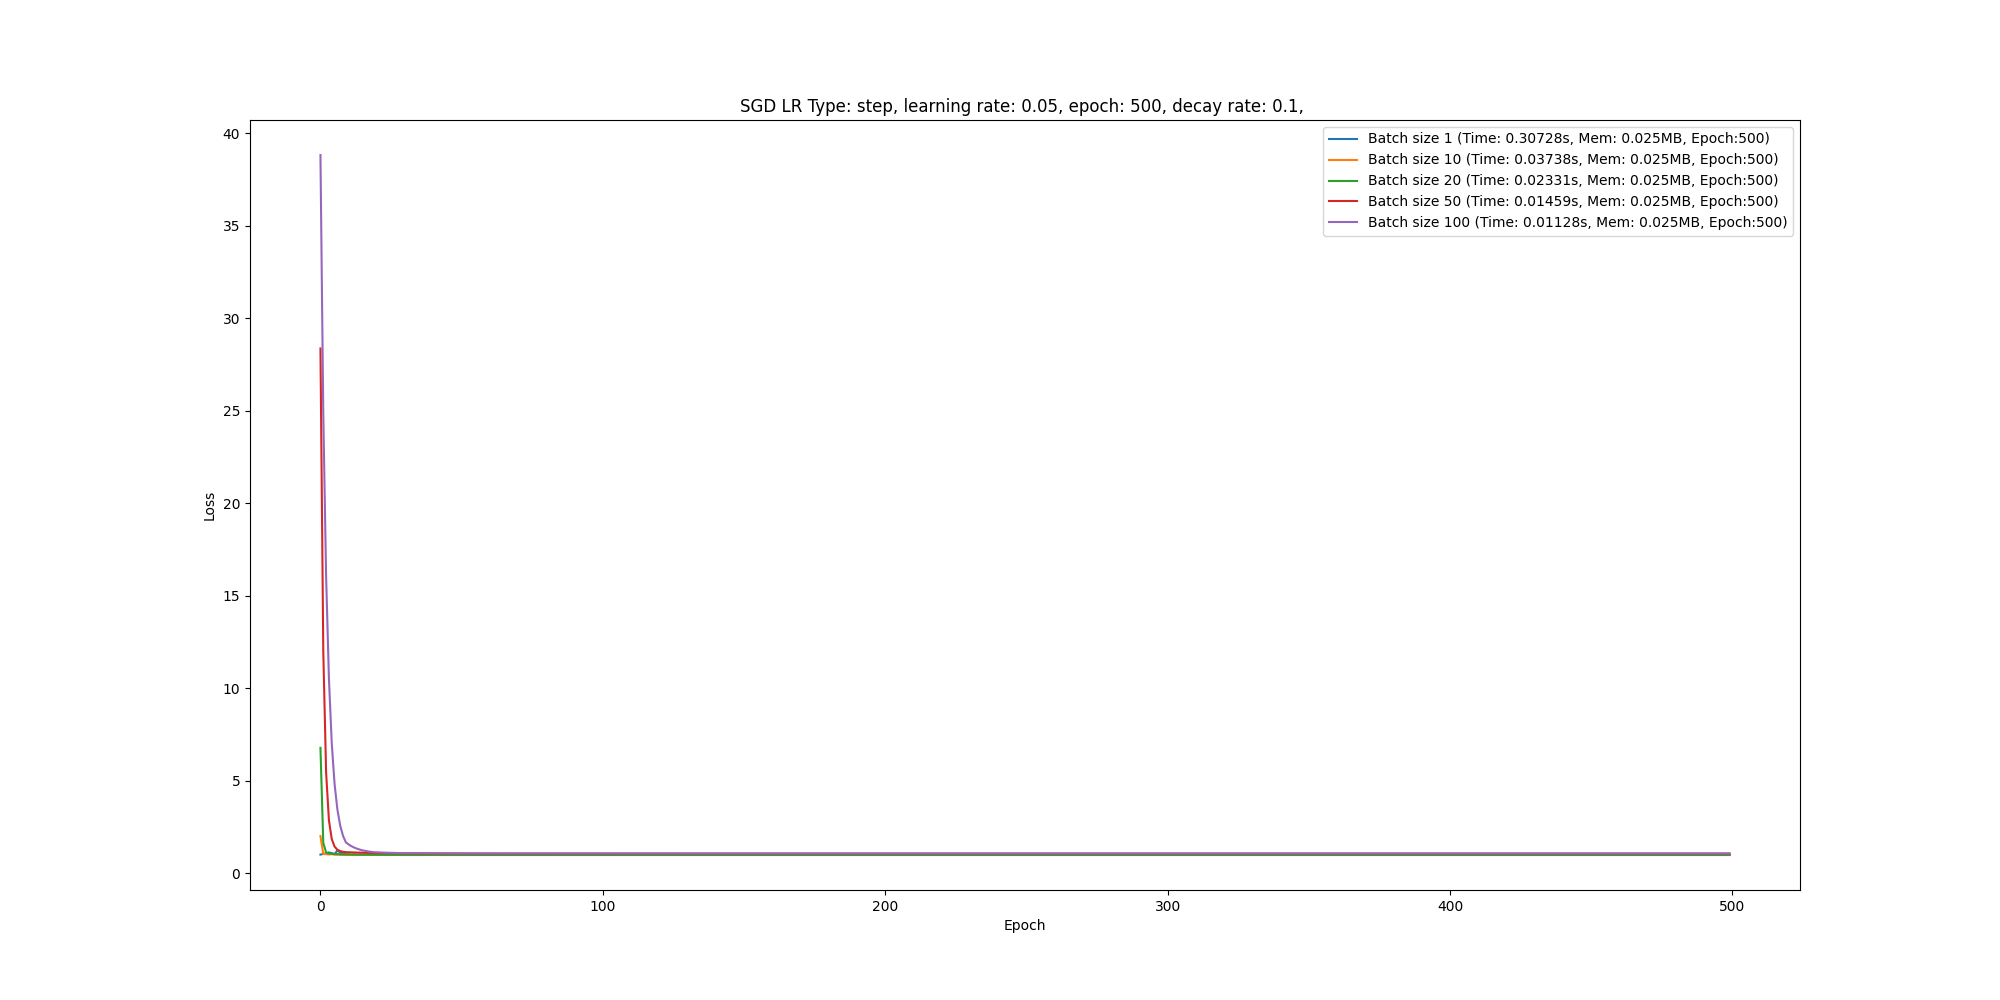 SGD LR Type: step, learning rate: 0.05, epoch: 500, decay rate: 0.1,
Batch size 1 (Time: 0.30728s, Mem: 0.025MB, Epoch:500)
Batch size 10 (Time: 0.03738s, Mem: 0.025MB, Epoch:500)
Batch size 20 (Time: 0.02331s, Mem: 0.025MB, Epoch:500)
Batch size 50 (Time: 0.01459s, Mem: 0.025MB, Epoch:500)
Batch size 100 (Time: 0.01128s, Mem: 0.025MB, Epoch:500)
40
35
30
25
20
15
10
5
0
Loss
0 100 200 300 400 500
Epoch